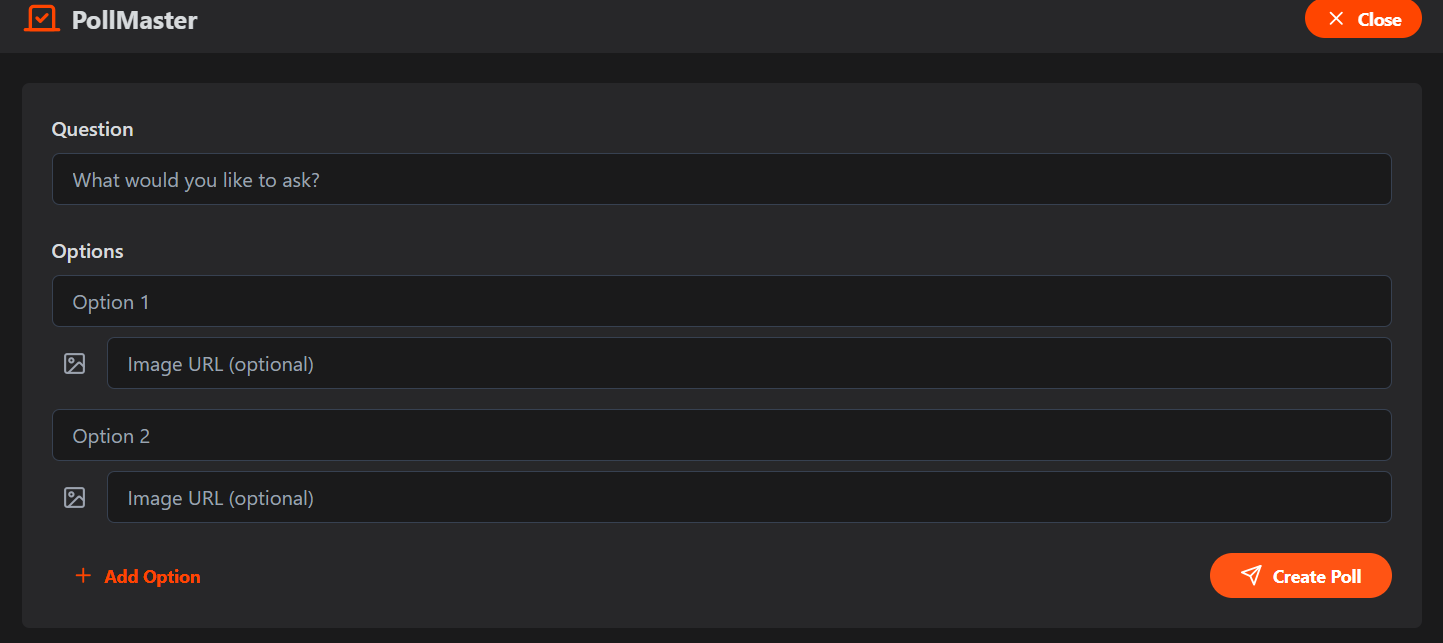 PollMaster
Close
Question
What would you like to ask?
Options
Option 1
Image URL (optional)
Option 2
Image URL (optional)
Add Option
Create Poll